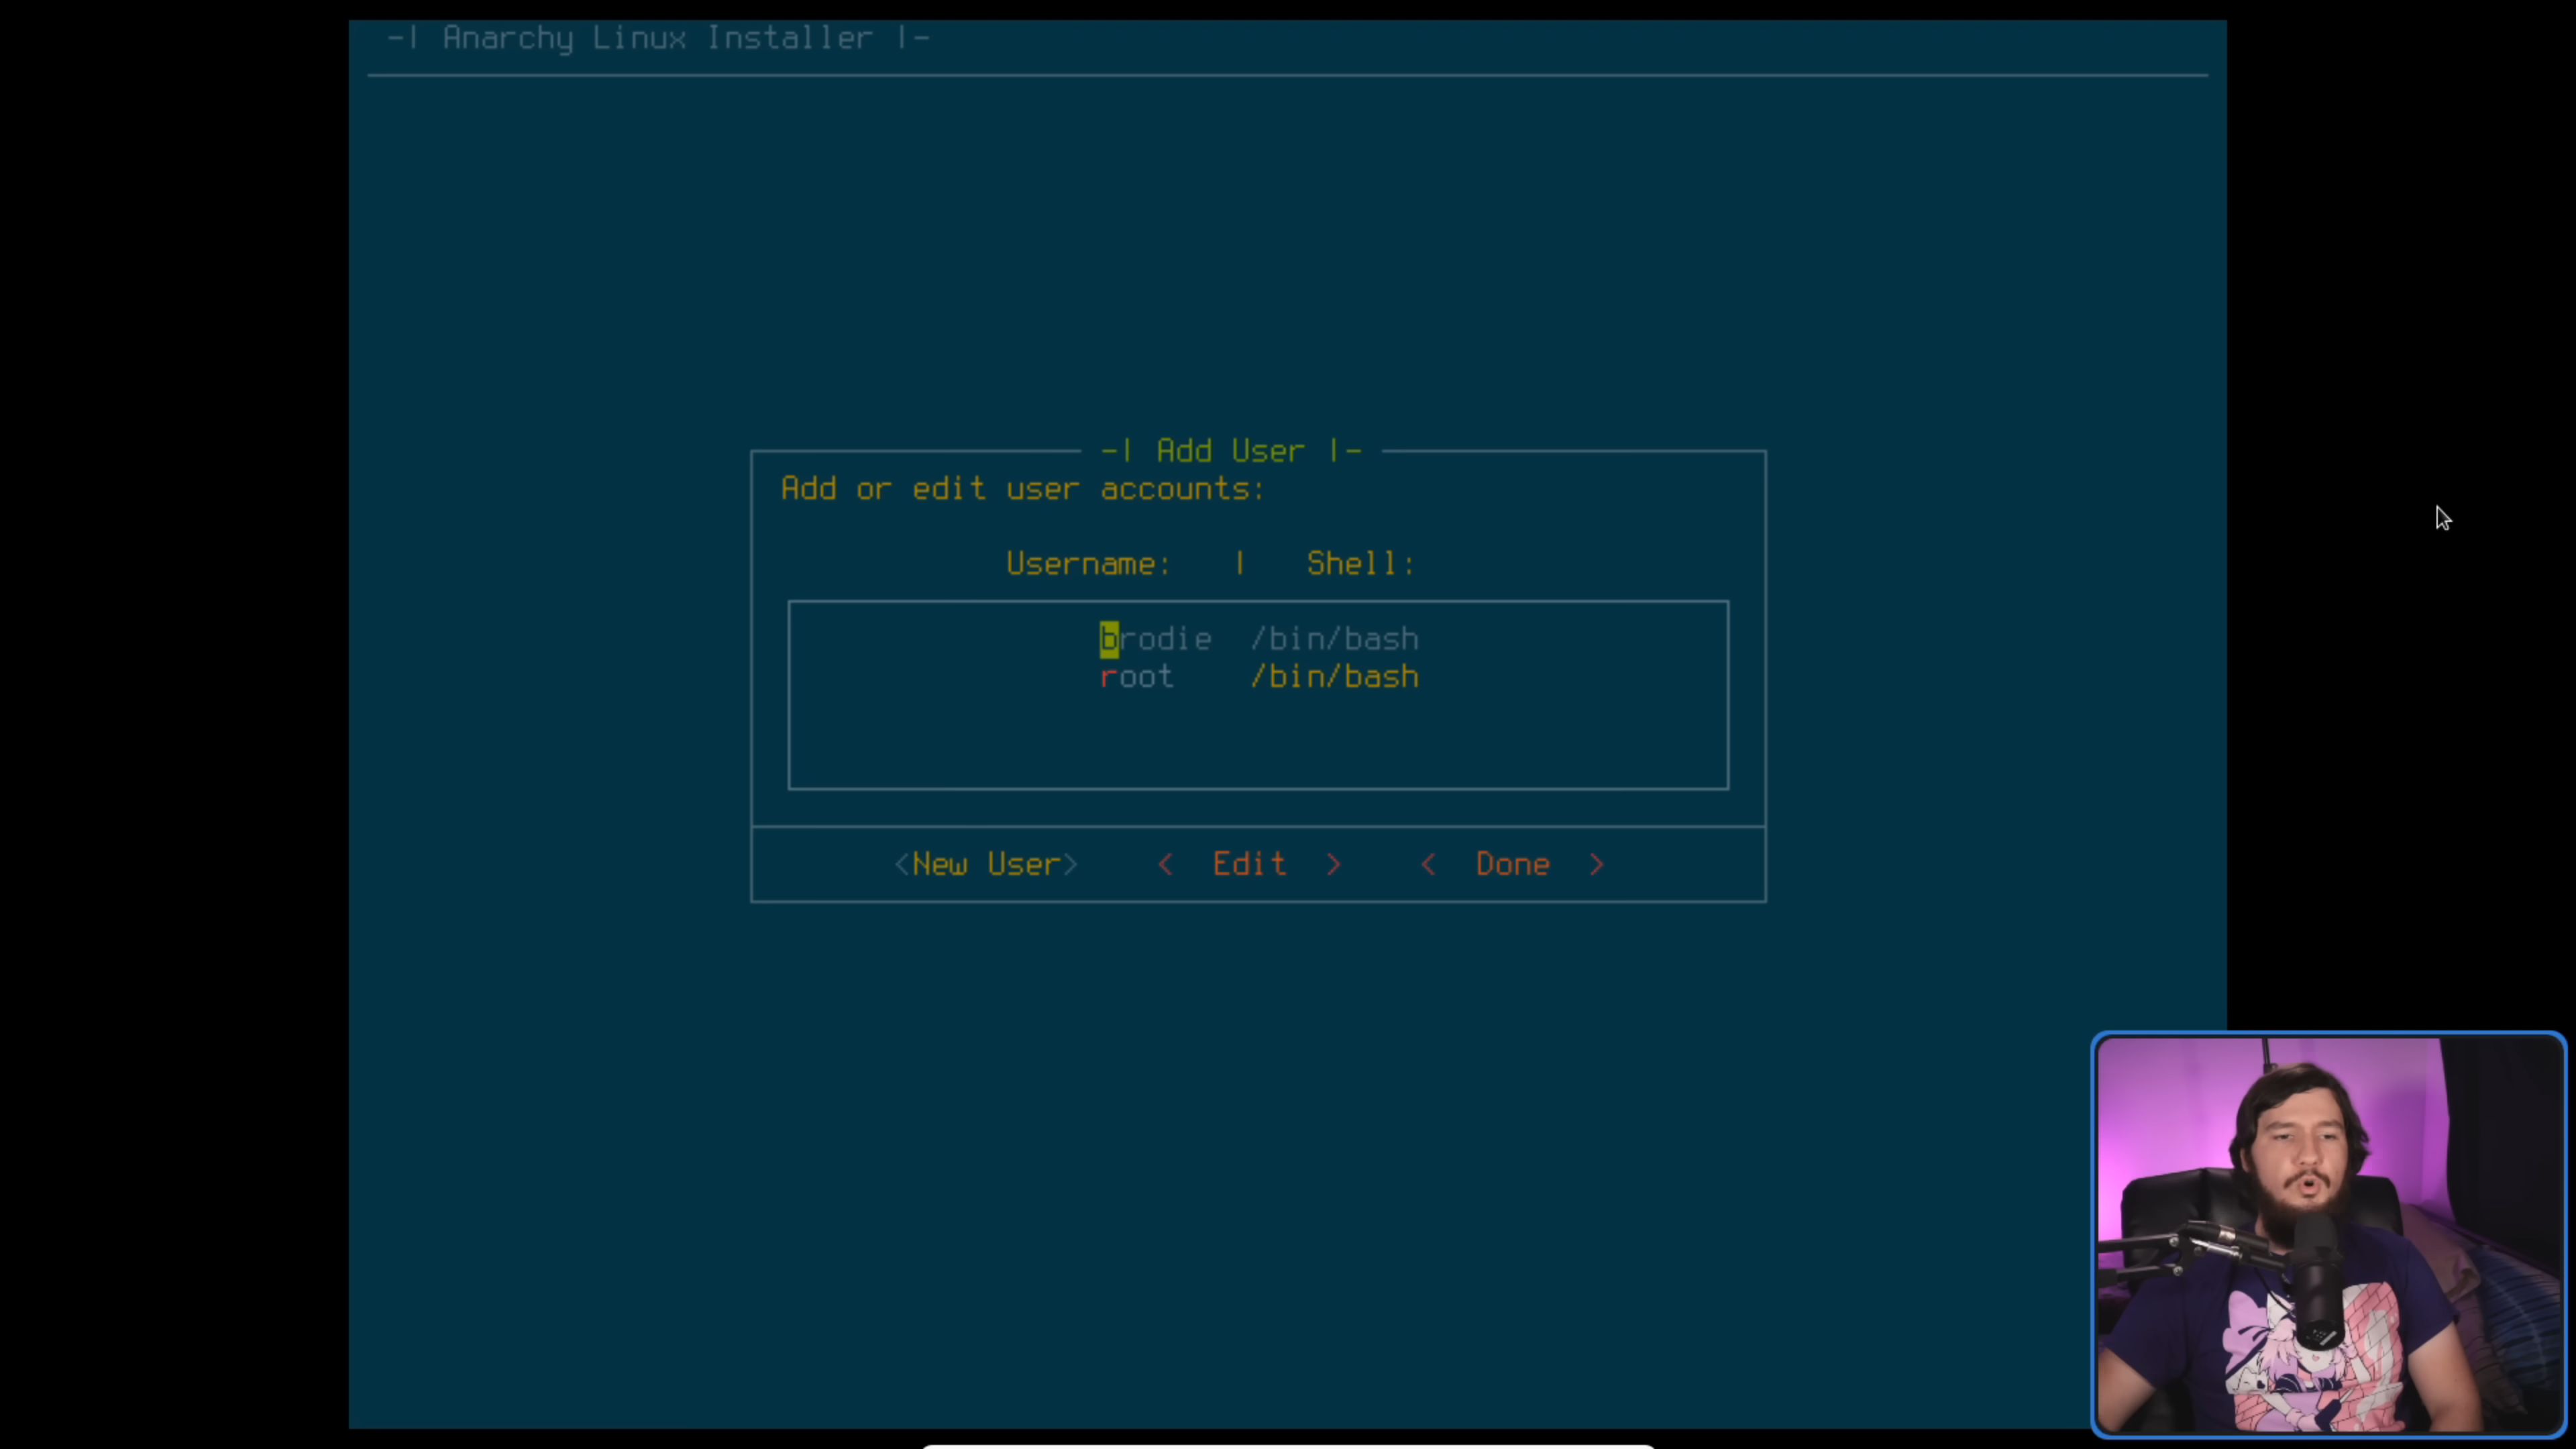 -| Anarchy Linux Installer |-
-| Add User |-
Add or edit user accounts:
Username: | Shell:
brodie /bin/bash
root /bin/bash
<New User> < Edit > < Done >